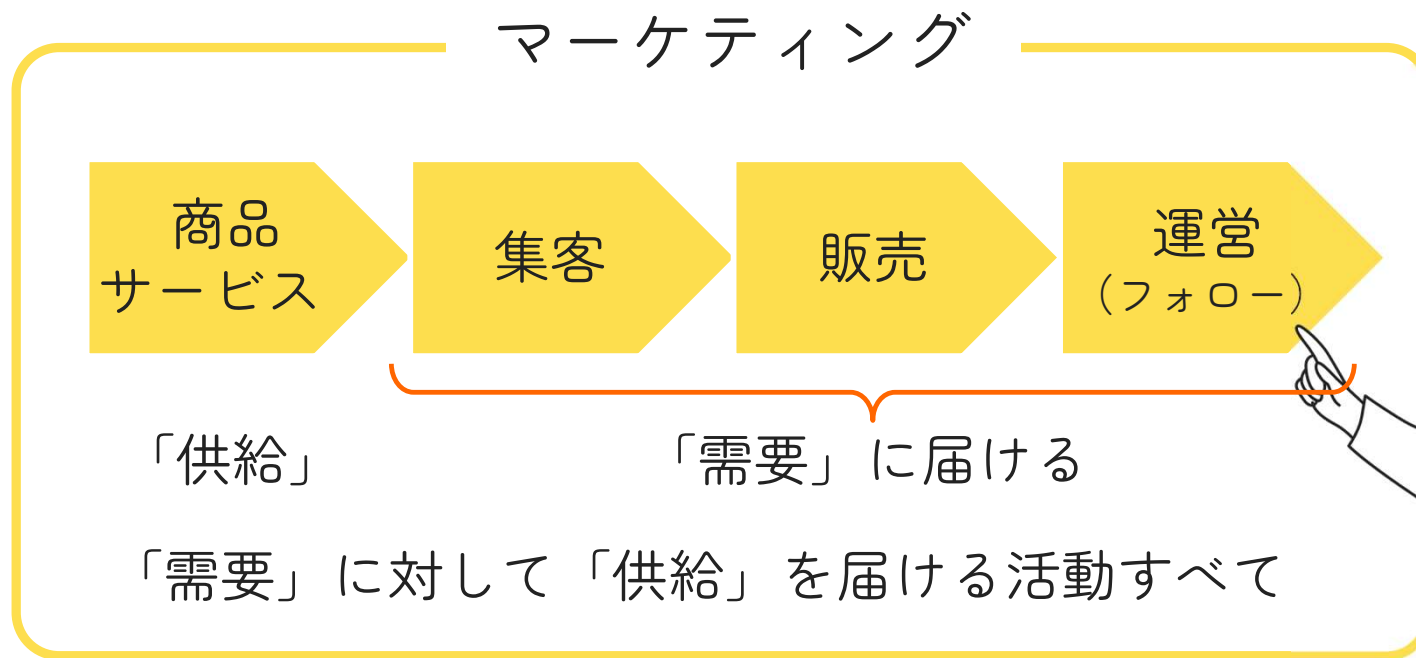 マーケティング
商品
サービス
集客
販売
運営
(フォロー)
「供給」
「需要」に届ける
「需要」に対して「供給」を届ける活動すべて